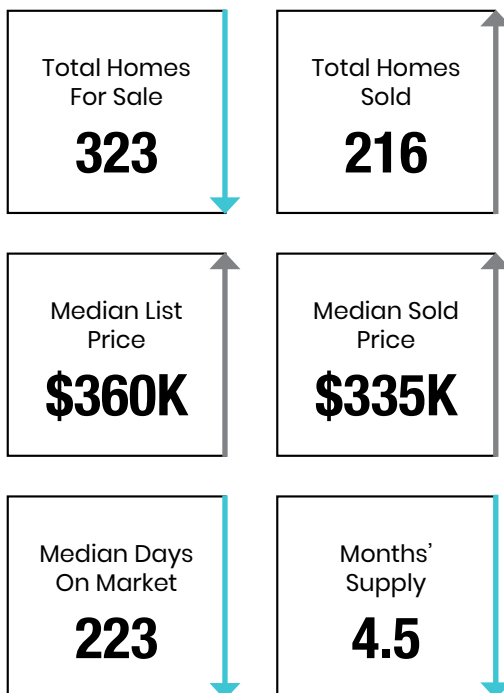 Total Homes
For Sale
323
Total Homes
Sold
216
Median List
Price
$360K
Median Sold
Price
$335K
Median Days
On Market
223
Months’
Supply
4.5